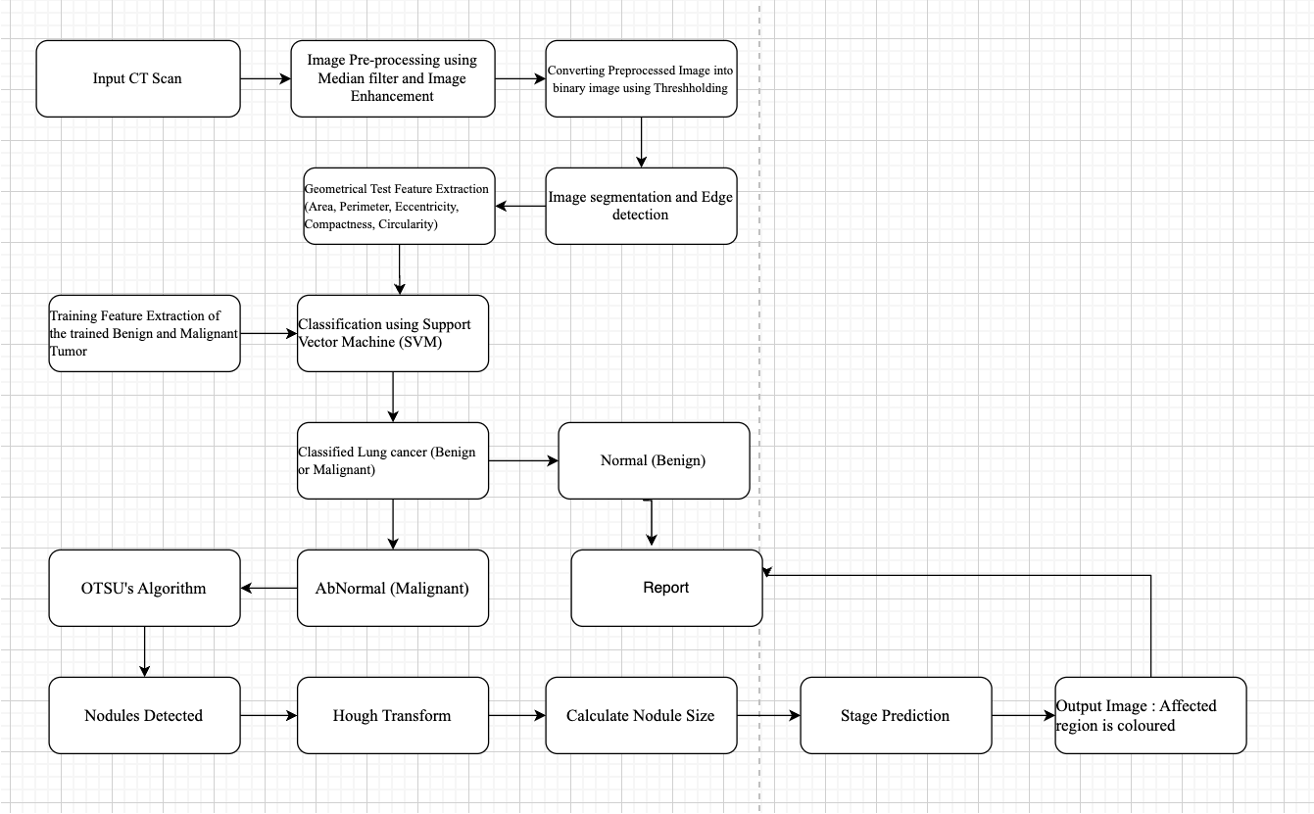 Input CT Scan
Image Pre-processing using
Median filter and Image
Enhancement
Converting Preprocessed Image into
binary image using Threshholding
Geometrical Test Feature Extraction
(Area, Perimeter, Eccentricity,
Compactness, Circularity)
Image segmentation and Edge
detection
Training Feature Extraction of
the trained Benign and Malignant
Tumor
Classification using Support
Vector Machine (SVM)
Classified Lung cancer (Benign
or Malignant)
Normal (Benign)
OTSU's Algorithm
AbNormal (Malignant)
Report
Nodules Detected
Hough Transform
Calculate Nodule Size
Stage Prediction
Output Image : Affected
region is coloured